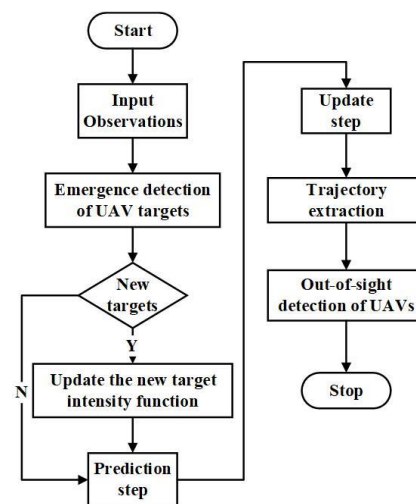 Start
Input
Observations
Emergence detection
of UAV targets
New
targets
Y
N
Update the new target
intensity function
Prediction
step
Update
step
Trajectory
extraction
Out-of-sight
detection of UAVs
Stop